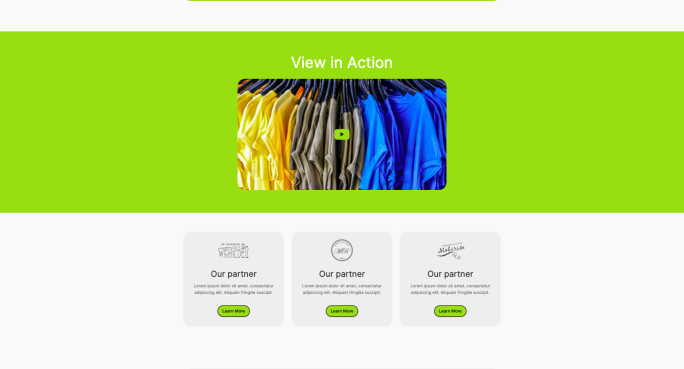 View in Action
Our partner
Lorem ipsum dolor sit amet, consectetur
adipiscing elit. Aliquam fringilla suscipit.
Learn More
Our partner
Lorem ipsum dolor sit amet, consectetur
adipiscing elit. Aliquam fringilla suscipit.
Learn More
Our partner
Lorem ipsum dolor sit amet, consectetur
adipiscing elit. Aliquam fringilla suscipit.
Learn More